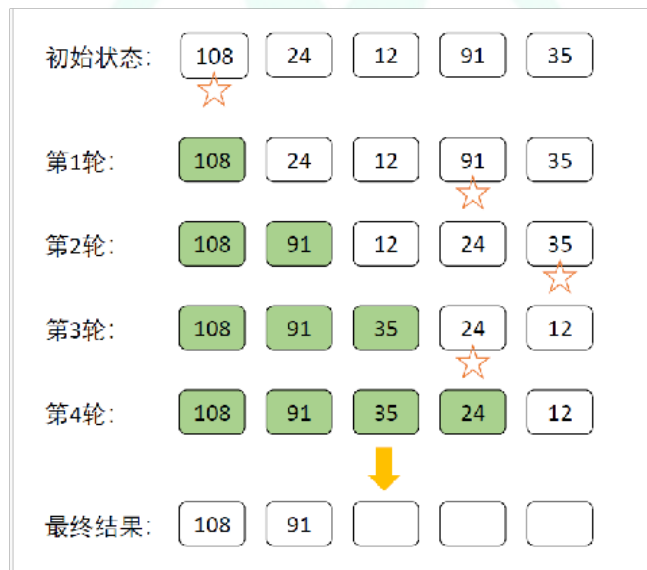 初始状态： 108 24 12 91 35
第1轮： 108 24 12 91 35
第2轮： 108 91 12 24 35
第3轮： 108 91 35 24 12
第4轮： 108 91 35 24 12
最终结果： 108 91